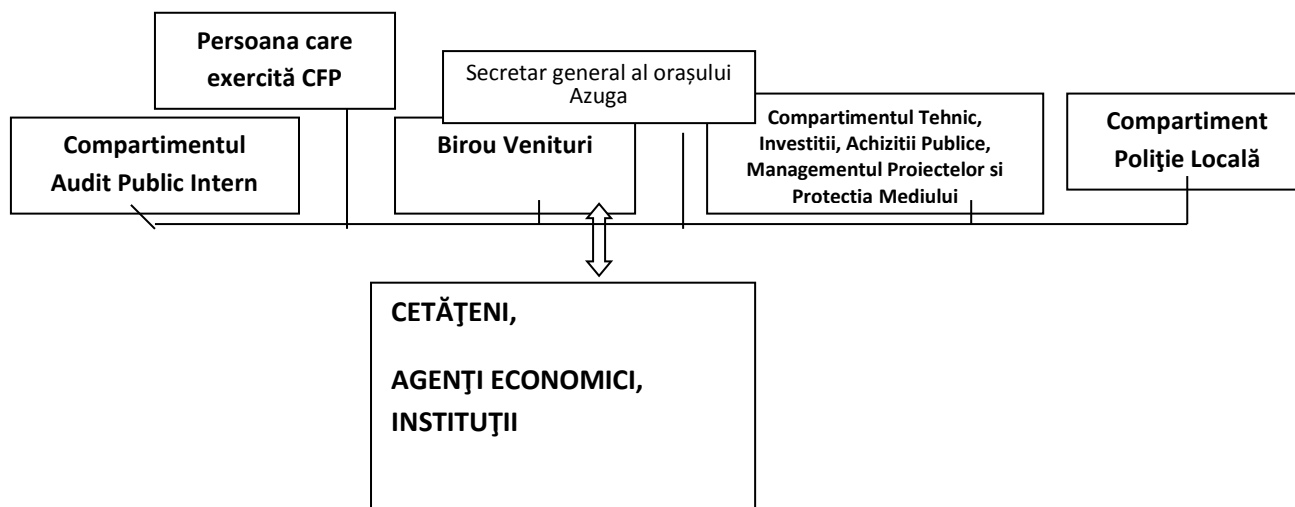 Persoana care
exercită CFP
Secretar general al orașului
Azuga
Compartimentul
Audit Public Intern
Birou Venituri
Compartimentul Tehnic,
Investitii, Achizitii Publice,
Managementul Proiectelor si
Protectia Mediului
Compartiment
Poliţie Locală
CETĂŢENI,
AGENŢI ECONOMICI,
INSTITUŢII